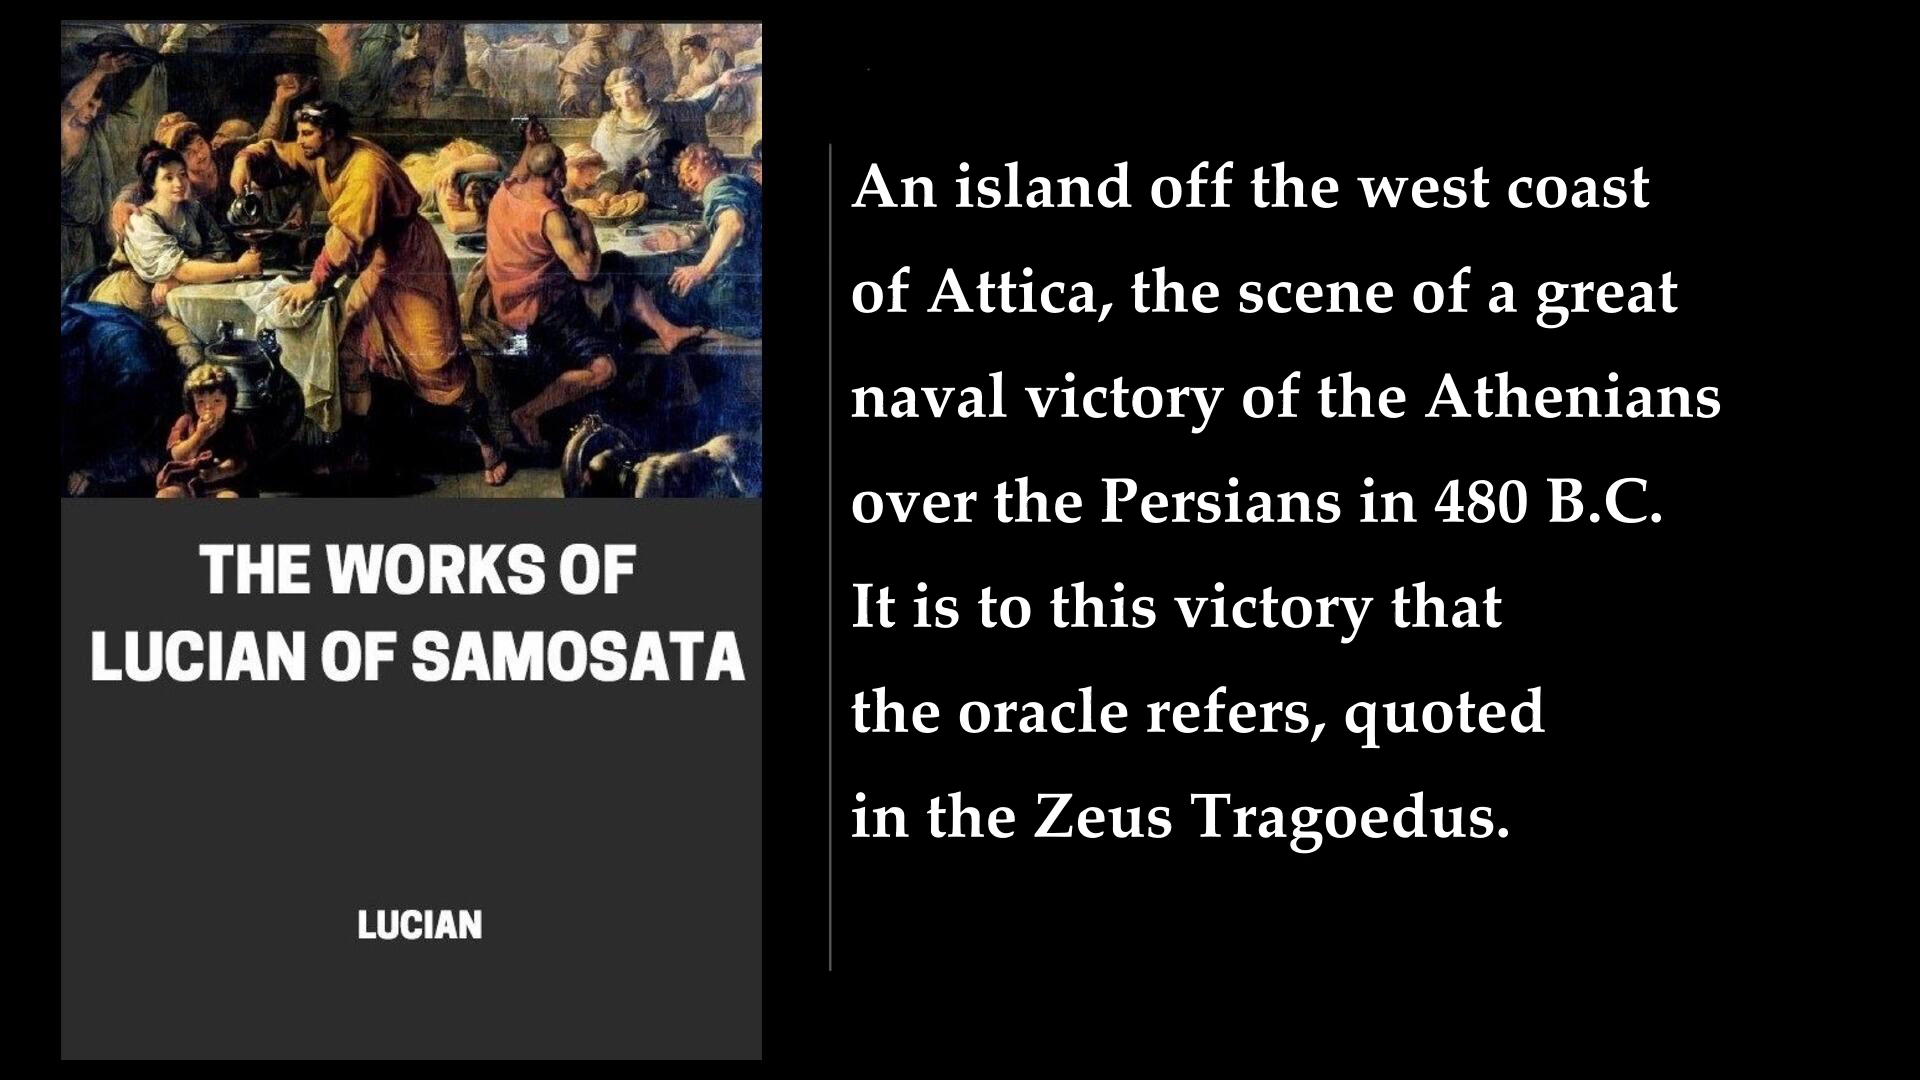 THE WORKS OF
LUCIAN OF SAMOSATA
LUCIAN
An island off the west coast
of Attica, the scene of a great
naval victory of the Athenians
over the Persians in 480 B.C.
It is to this victory that
the oracle refers, quoted
in the Zeus Tragoedus.